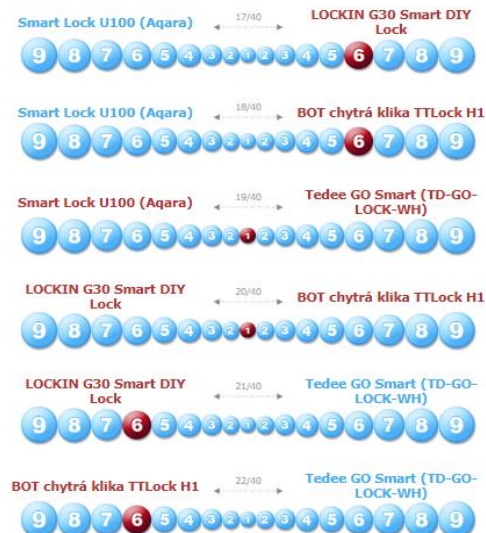 Smart Lock U100 (Aqara) 17/40 LOCKIN G30 Smart DIY
Lock
9 8 7 6 5 4 3 2 1 2 3 4 5 6 7 8 9
Smart Lock U100 (Aqara) 18/40 BOT chytrá klika TTLock H1
9 8 7 6 5 4 3 2 1 2 3 4 5 6 7 8 9
Smart Lock U100 (Aqara) 19/40 Tedee GO Smart (TD-GO-
LOCK-WH)
9 8 7 6 5 4 3 2 1 2 3 4 5 6 7 8 9
LOCKIN G30 Smart DIY
Lock 20/40 BOT chytrá klika TTLock H1
9 8 7 6 5 4 3 2 1 2 3 4 5 6 7 8 9
LOCKIN G30 Smart DIY
Lock 21/40 Tedee GO Smart (TD-GO-
LOCK-WH)
9 8 7 6 5 4 3 2 1 2 3 4 5 6 7 8 9
BOT chytrá klika TTLock H1 22/40 Tedee GO Smart (TD-GO-
LOCK-WH)
9 8 7 6 5 4 3 2 1 2 3 4 5 6 7 8 9